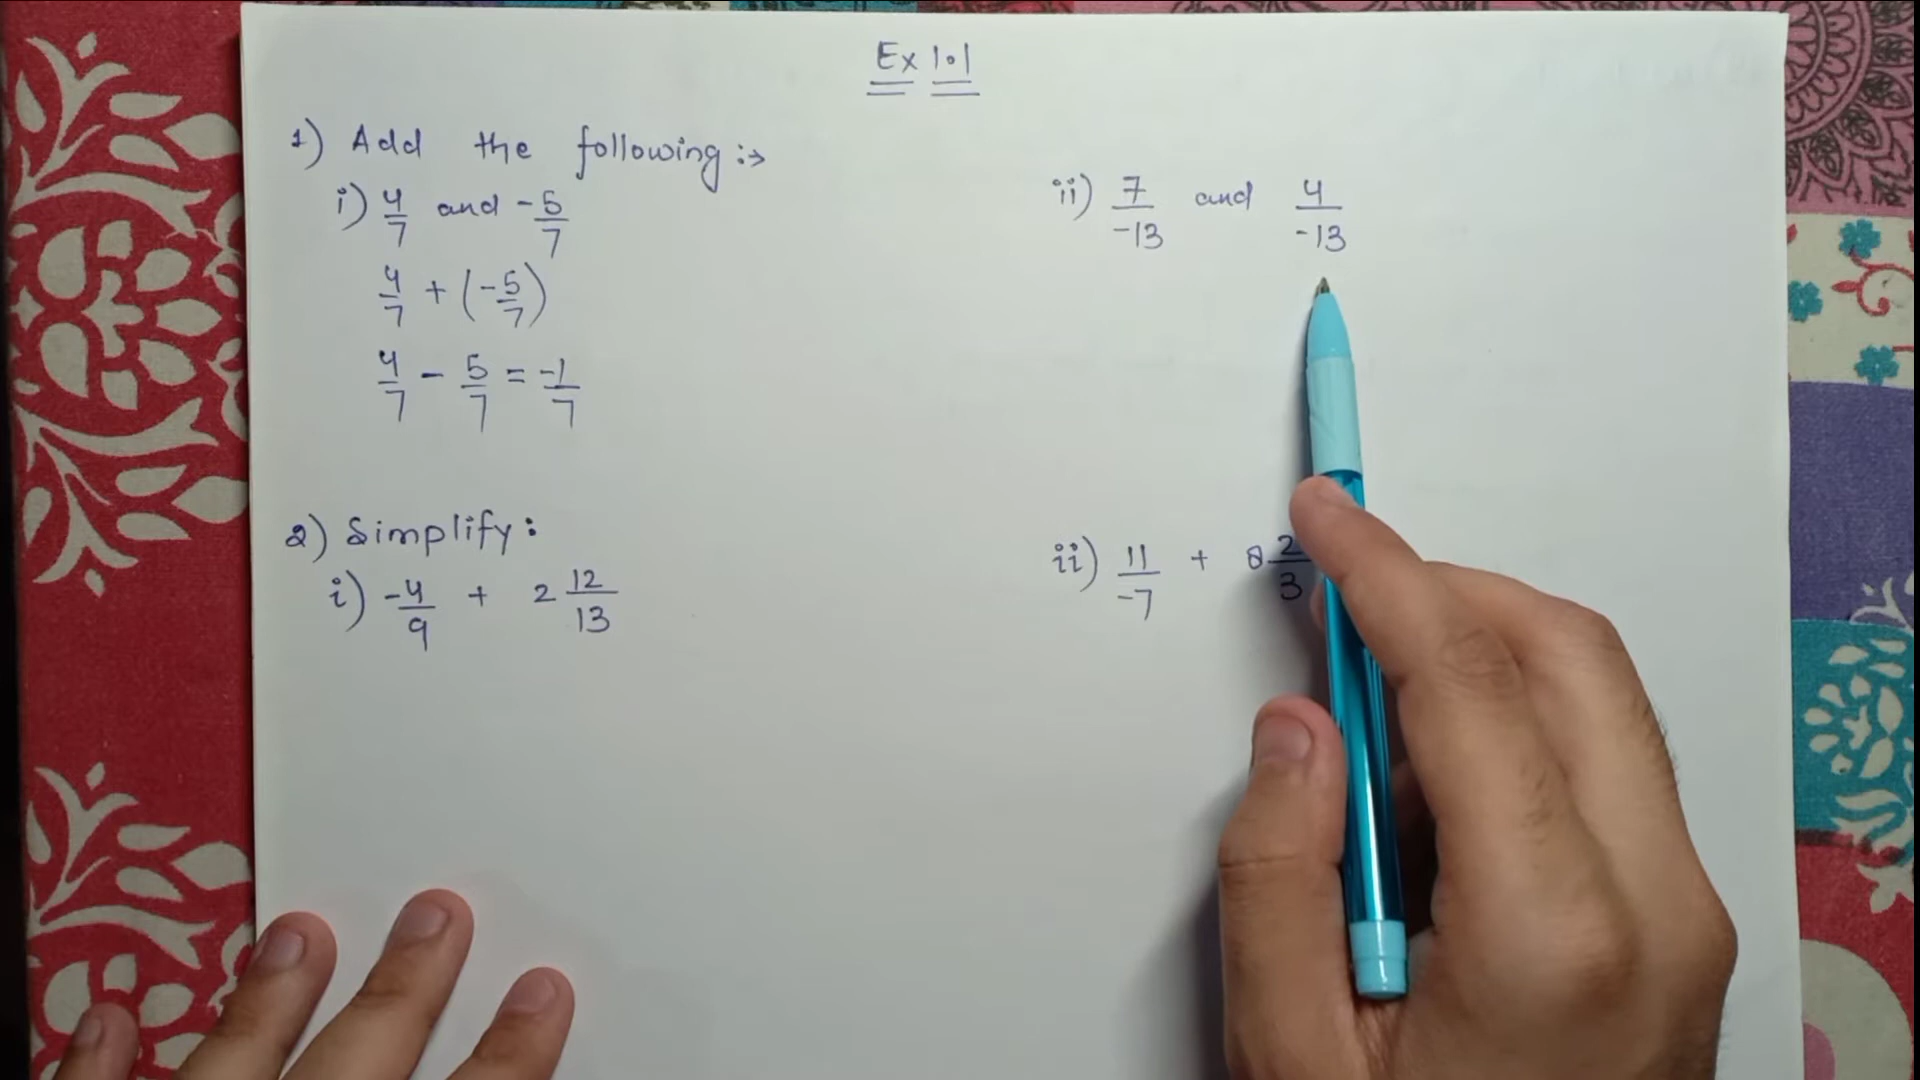 Ex 1.1
1) Add the following :→
i) 4/7 and -5/7
4/7 + (-5/7)
4/7 - 5/7 = -1/7
ii) 7/-13 and 4/-13
2) Simplify:
i) -4/9 + 2 12/13
ii) 11/-7 + 8 2/3